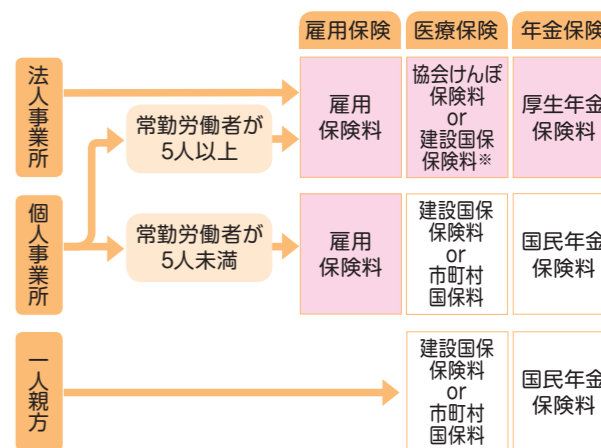 雇用保険
医療保険
年金保険
法人事業所
常勤労働者が
5人以上
雇用
保険料
協会けんぽ
保険料
or
建設国保
保険料※
厚生年金
保険料
個人事業所
常勤労働者が
5人未満
雇用
保険料
建設国保
保険料
or
市町村
国保料
国民年金
保険料
一人親方
建設国保
保険料
or
市町村
国保料
国民年金
保険料